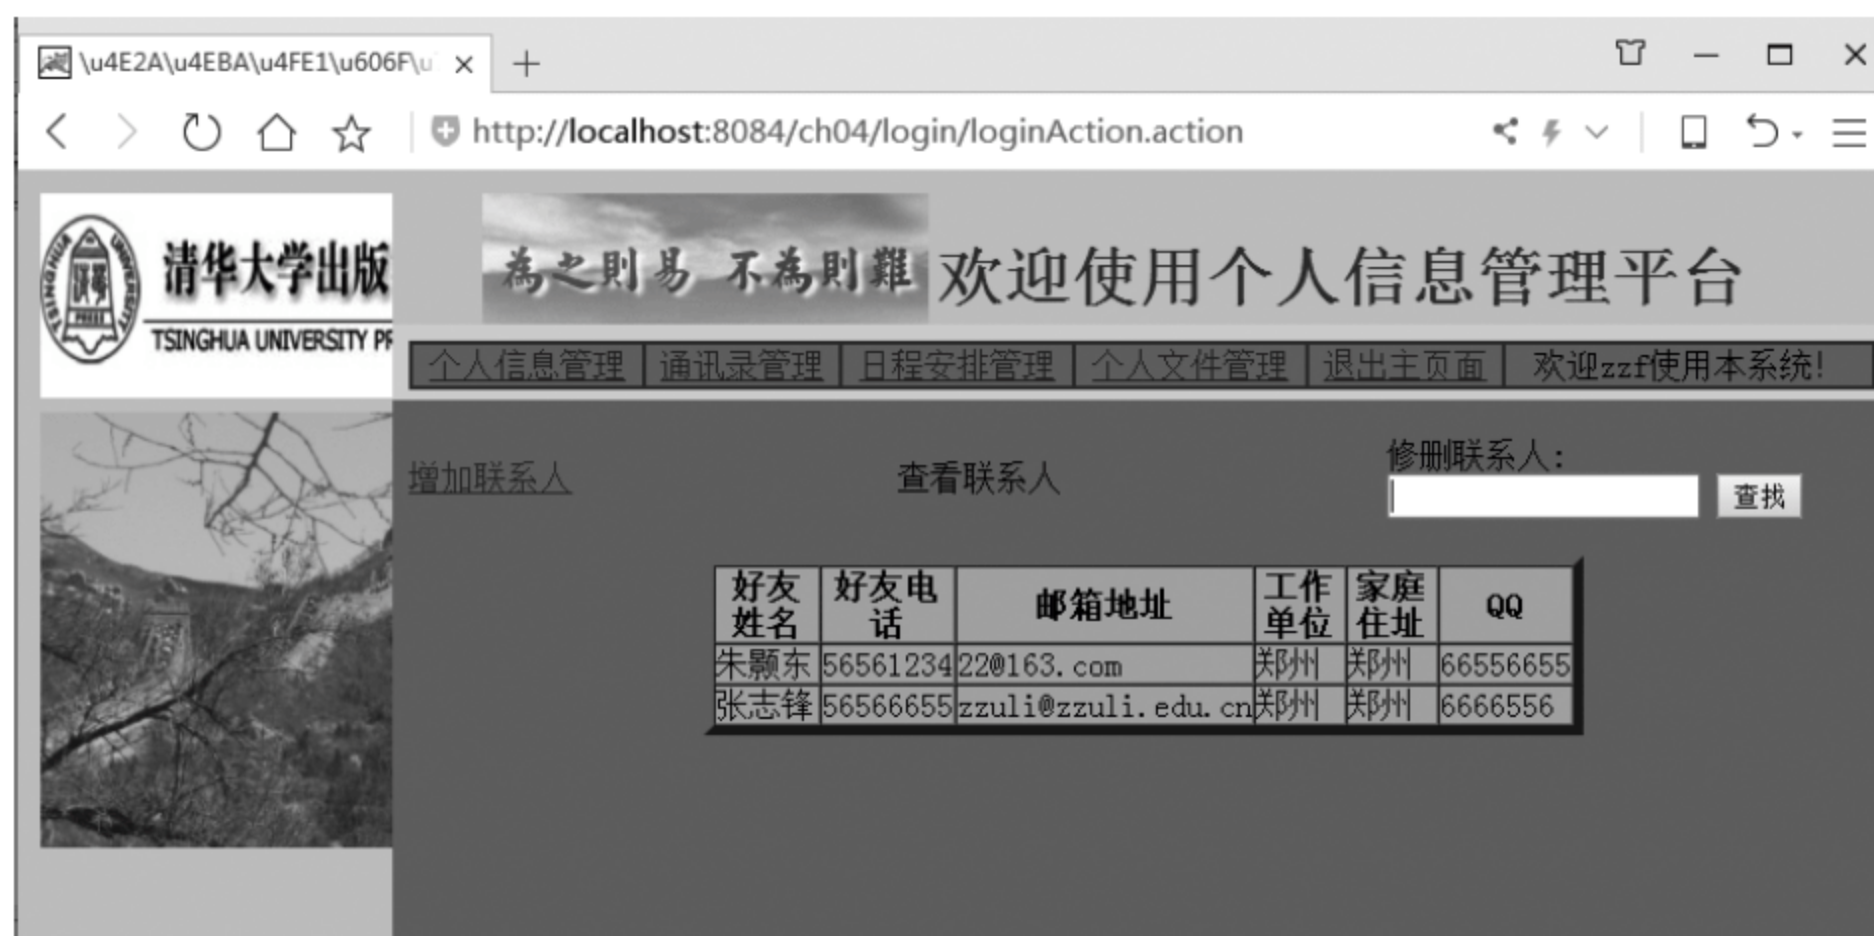 \u4E2A\u4EBA\u4FE1\u606F\u
http://localhost:8084/ch04/login/loginAction.action
清华大学出版
TSINGHUA UNIVERSITY PR
為之則易 不為則難
欢迎使用个人信息管理平台
个人信息管理 通讯录管理 日程安排管理 个人文件管理 退出主页面 欢迎zzf使用本系统!
增加联系人 查看联系人 修删联系人:
查找
好友姓名 好友电话 邮箱地址 工作单位 家庭住址 QQ
朱颢东 56561234 22@163.com 郑州 郑州 66556655
张志锋 56566655 zzuli@zzuli.edu.cn 郑州 郑州 6666556